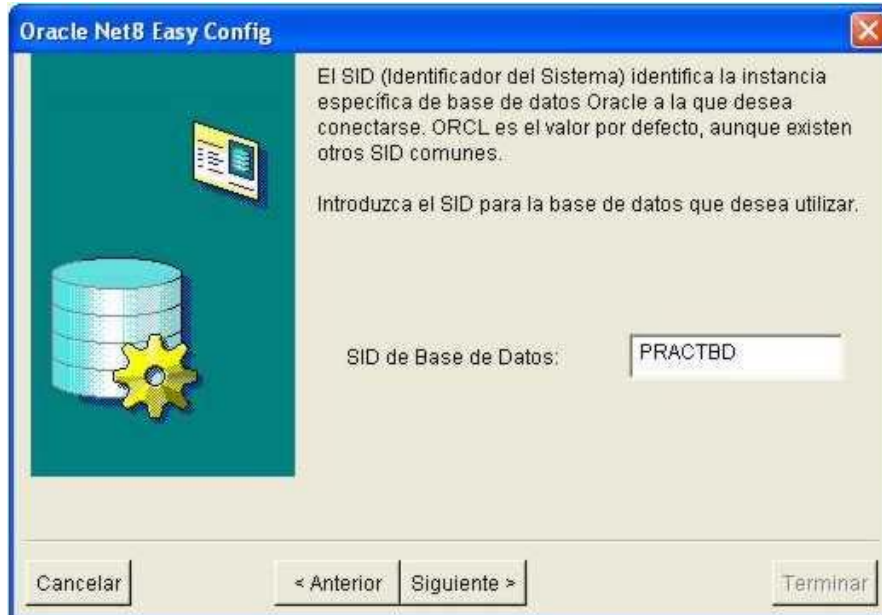 Oracle Net8 Easy Config
El SID (Identificador del Sistema) identifica la instancia
específica de base de datos Oracle a la que desea
conectarse. ORCL es el valor por defecto, aunque existen
otros SID comunes.
Introduzca el SID para la base de datos que desea utilizar.
SID de Base de Datos: PRACTBD
Cancelar < Anterior Siguiente > Terminar